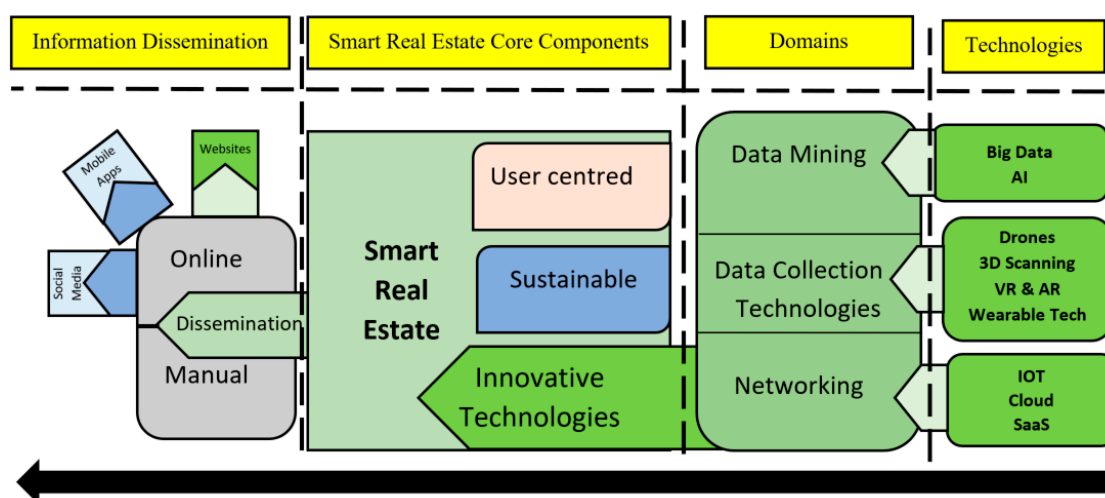 Information Dissemination
Smart Real Estate Core Components
Domains
Technologies
Mobile
Apps
Websites
Social
Media
Online
Dissemination
Manual
Smart
Real
Estate
User centred
Sustainable
Innovative
Technologies
Data Mining
Data Collection
Technologies
Networking
Big Data
AI
Drones
3D Scanning
VR & AR
Wearable Tech
IOT
Cloud
SaaS